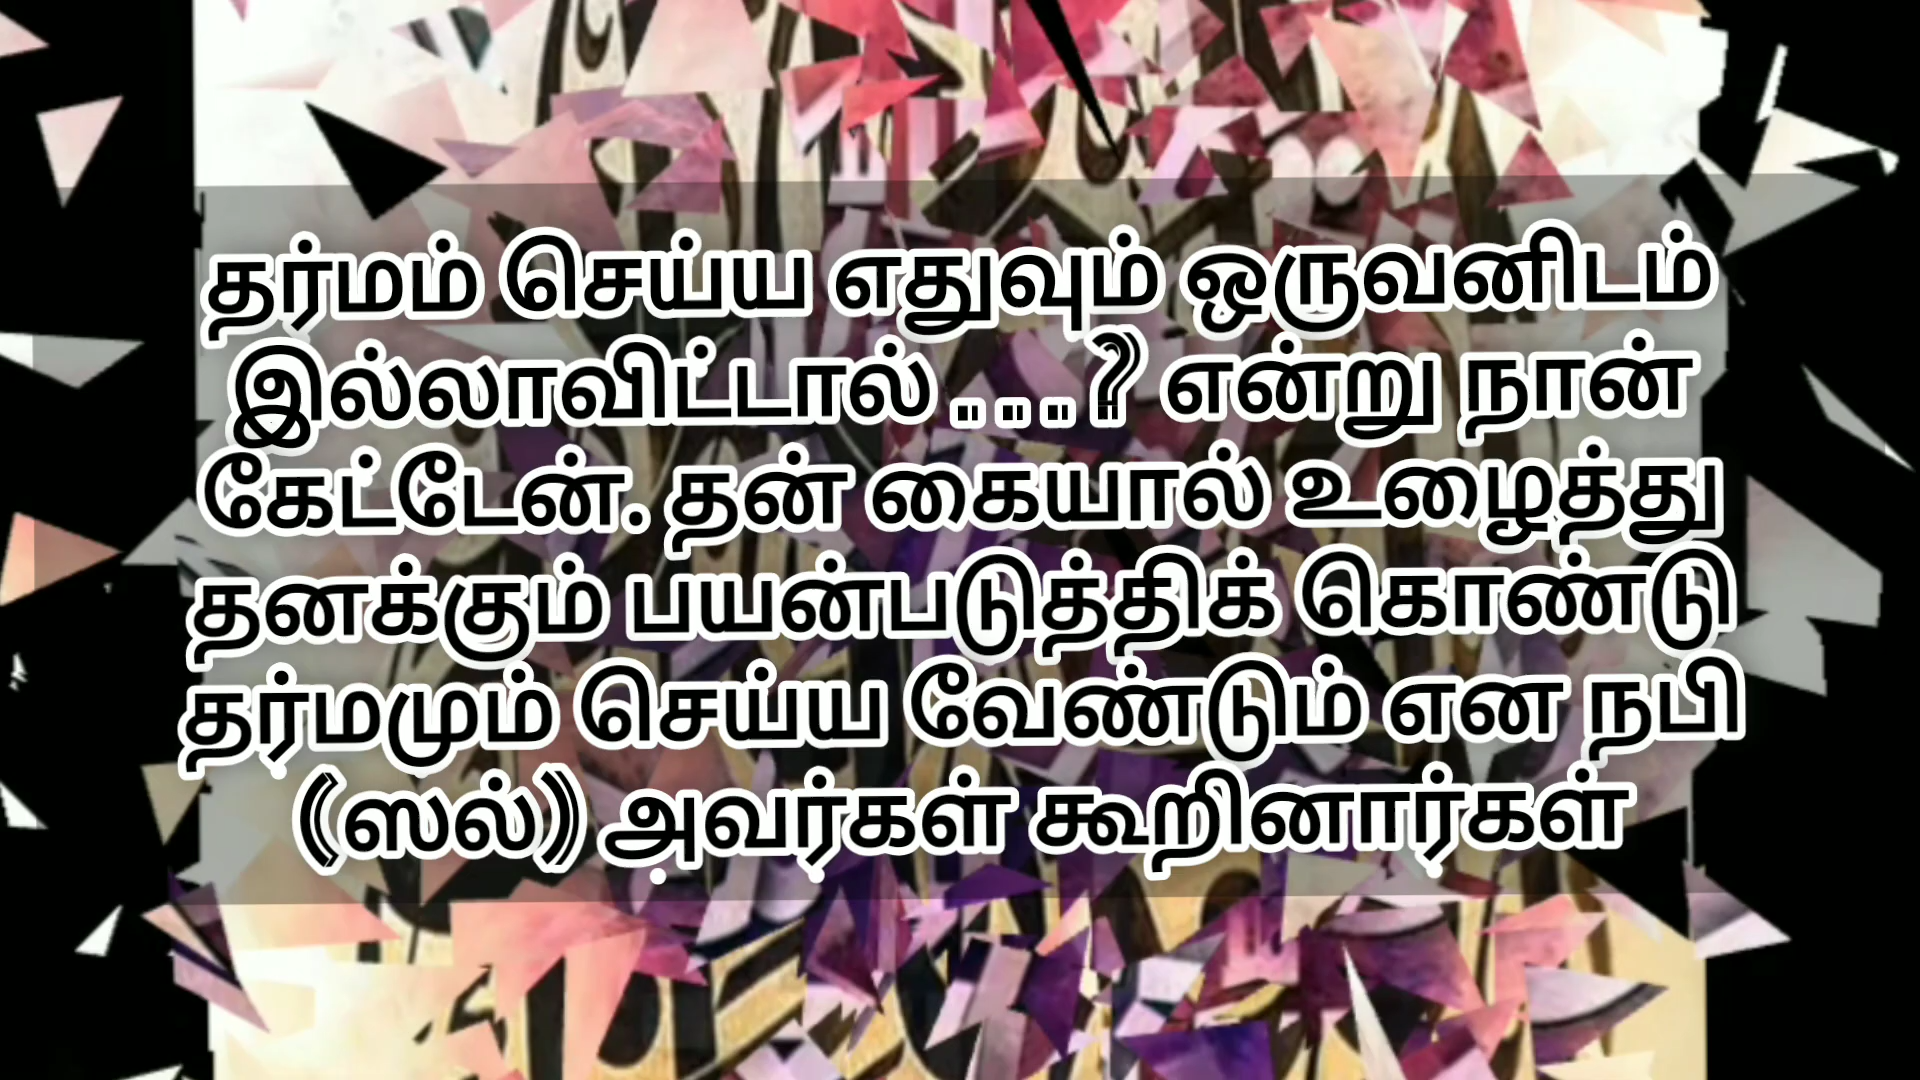 தர்மம் செய்ய எதுவும் ஒருவனிடம்
இல்லாவிட்டால் . . . ? என்று நான்
கேட்டேன். தன் கையால் உழைத்து
தனக்கும் பயன்படுத்திக் கொண்டு
தர்மமும் செய்ய வேண்டும் என நபி
(ஸல்) அவர்கள் கூறினார்கள்